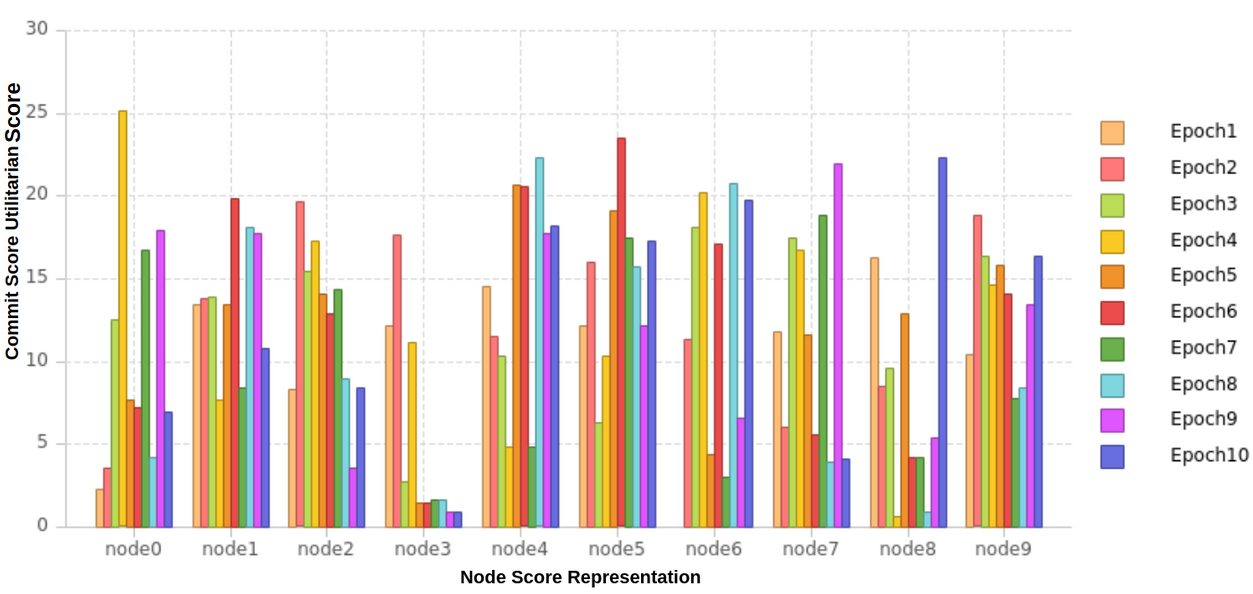 Commit Score Utilitarian Score
30
25
20
15
10
5
0
node0 node1 node2 node3 node4 node5 node6 node7 node8 node9
Node Score Representation
Epoch1
Epoch2
Epoch3
Epoch4
Epoch5
Epoch6
Epoch7
Epoch8
Epoch9
Epoch10